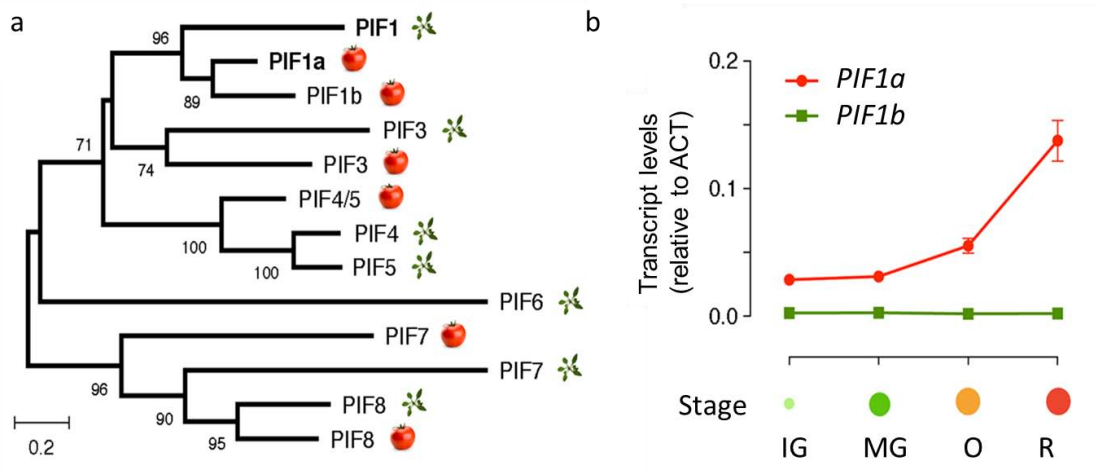 a
PIF1
96
PIF1a
PIF1b
89
PIF3
71
74
PIF3
PIF4/5
PIF4
100
100
PIF5
PIF6
PIF7
PIF7
96
PIF8
90
95
PIF8
0.2
b
0.2
PIF1a
PIF1b
Transcript levels
(relative to ACT)
0.1
0.0
Stage
IG MG O R